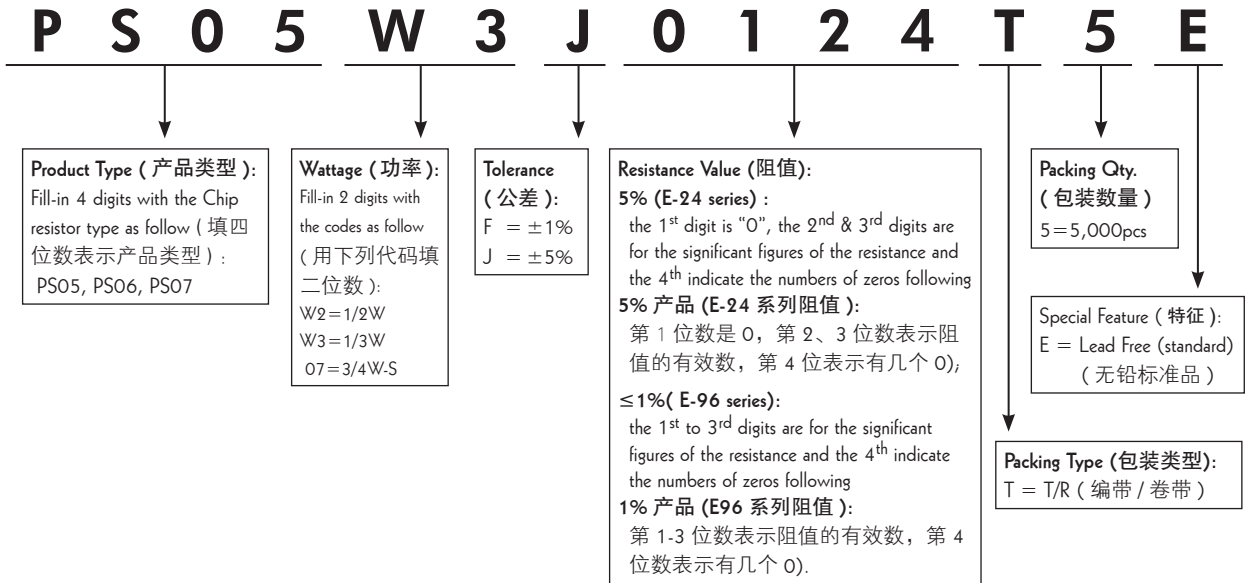 P S 0 5 W 3 J 0 1 2 4 T 5 E
Product Type ( 产品类型 ):
Fill-in 4 digits with the Chip
resistor type as follow ( 填四
位数表示产品类型 ) :
PS05, PS06, PS07
Wattage ( 功率 ):
Fill-in 2 digits with
the codes as follow
( 用下列代码填
二位数 ):
W2=1/2W
W3=1/3W
07=3/4W-S
Tolerance
( 公差 ):
F =±1%
J =±5%
Resistance Value (阻值):
5% (E-24 series) :
the 1st digit is “0”, the 2nd & 3rd digits are
for the significant figures of the resistance and
the 4th indicate the numbers of zeros following
5% 产品 (E-24 系列阻值 ):
第 1 位数是 0，第 2、3 位数表示阻
值的有效数，第 4 位表示有几个 0);
≤1%( E-96 series):
the 1st to 3rd digits are for the significant
figures of the resistance and the 4th indicate
the numbers of zeros following
1% 产品 (E96 系列阻值 ):
第 1-3 位数表示阻值的有效数，第 4
位数表示有几个 0).
Packing Qty.
( 包装数量 )
5=5,000pcs
Special Feature ( 特征 ):
E = Lead Free (standard)
( 无铅标准品 )
Packing Type (包装类型):
T = T/R ( 编带 / 卷带 )